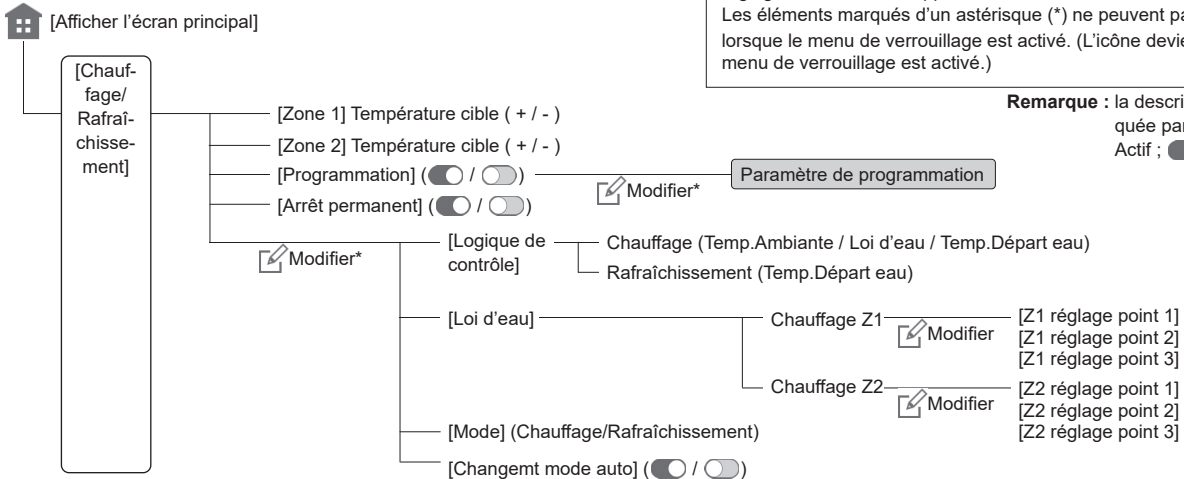 [Afficher l'écran principal]
Les éléments marqués d'un astérisque (*) ne peuvent
lorsque le menu de verrouillage est activé. (L'icône
menu de verrouillage est activé.)
Remarque : la
Actif ;
[Chauf-
fage/
Rafraî-
chisse-
ment]
[Zone 1] Température cible ( + / - )
[Zone 2] Température cible ( + / - )
[Programmation] ( / )
Modifier*
Paramètre de programmation
[Arrêt permanent] ( / )
Modifier*
[Logique de
contrôle]
Chauffage (Temp.Ambiante / Loi d'eau / Temp.Départ eau)
Rafraîchissement (Temp.Départ eau)
[Loi d'eau]
Chauffage Z1
Modifier
[Z1 réglage point 1]
[Z1 réglage point 2]
[Z1 réglage point 3]
Chauffage Z2
Modifier
[Z2 réglage point 1]
[Z2 réglage point 2]
[Z2 réglage point 3]
[Mode] (Chauffage/Rafraîchissement)
[Changemt mode auto] ( / )